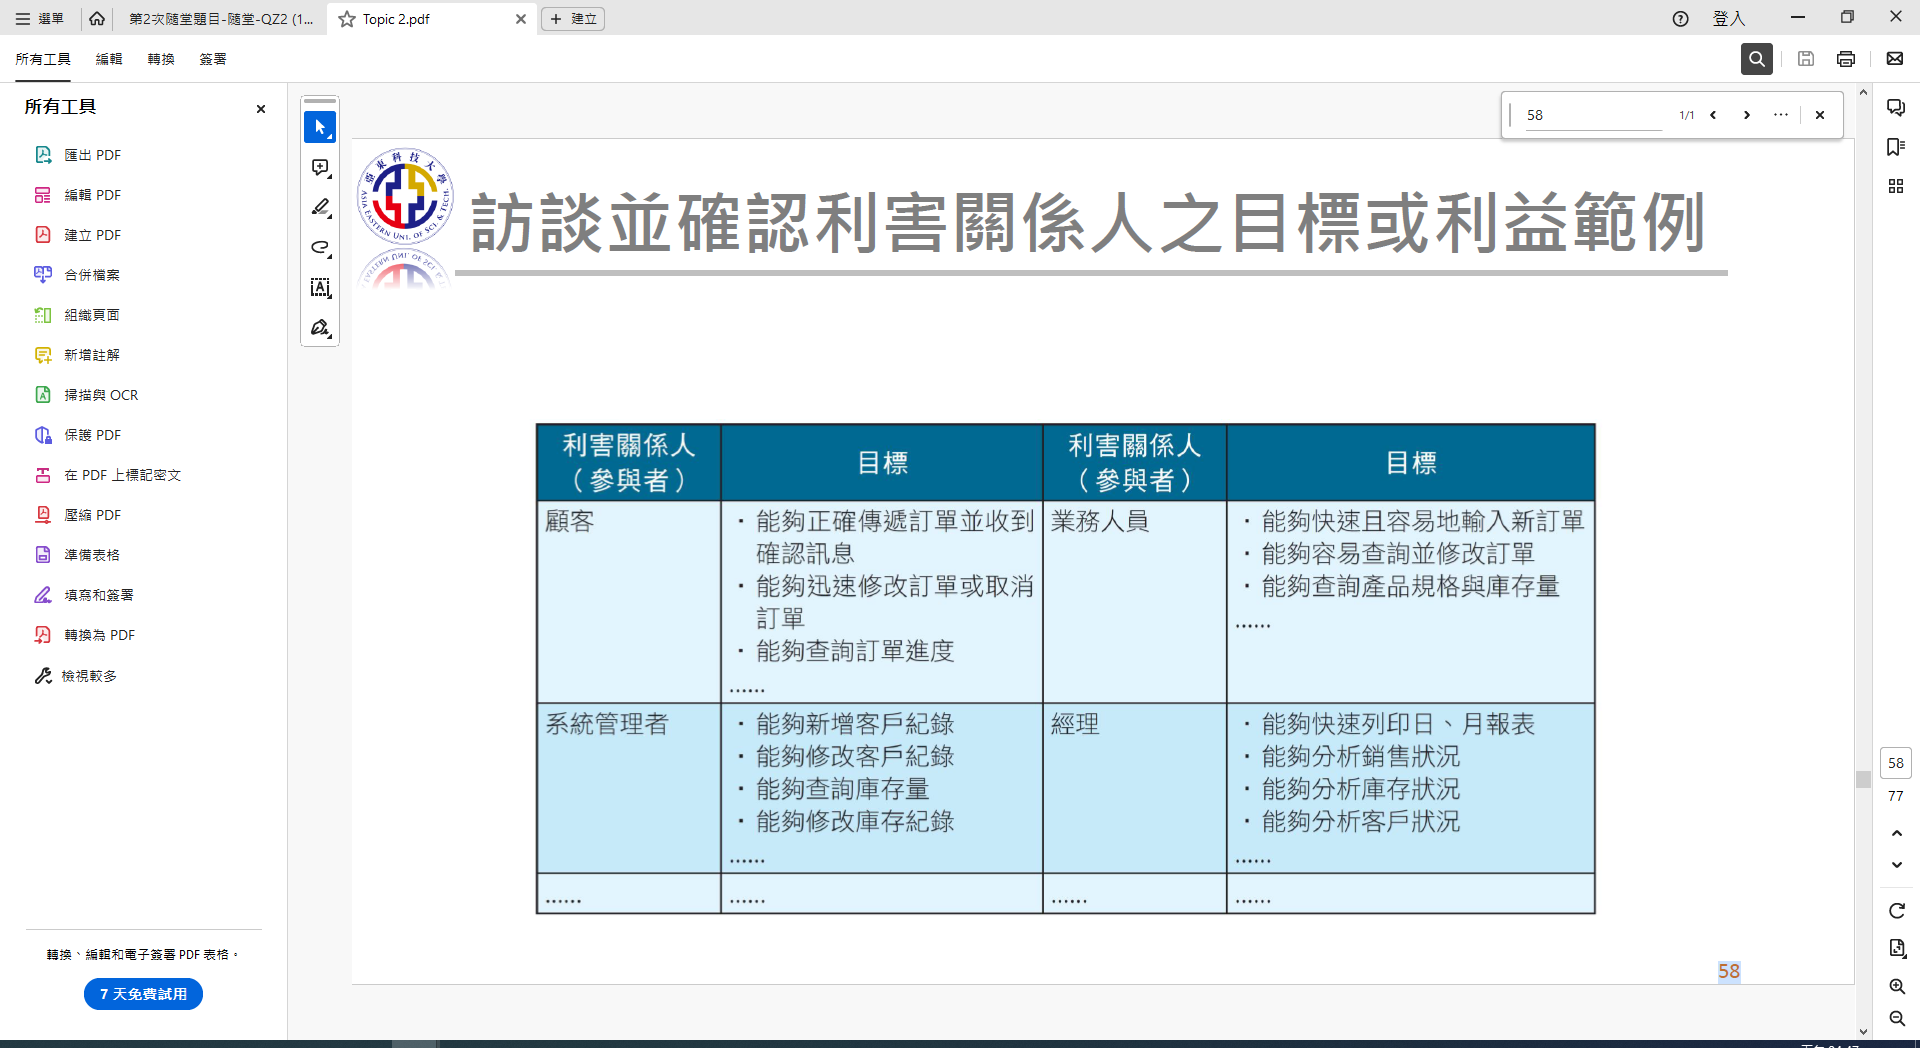 選單
第2次隨堂題目-隨堂-QZ2 (1...
Topic 2.pdf
建立
登入
所有工具
編輯
轉換
簽署
所有工具
匯出 PDF
編輯 PDF
建立 PDF
合併檔案
組織頁面
新增註解
掃描與 OCR
保護 PDF
在 PDF 上標記密文
壓縮 PDF
準備表格
填寫和簽署
轉換為 PDF
檢視較多
轉換、編輯和電子簽署 PDF 表格。
7 天免費試用
58
1/1
亞東科技大學
ASIA EASTERN UNI. OF SCI. & TECH.
訪談並確認利害關係人之目標或利益範例
利害關係人
（參與者）
目標
利害關係人
（參與者）
目標
顧客
・能夠正確傳遞訂單並收到
確認訊息
・能夠迅速修改訂單或取消
訂單
・能夠查詢訂單進度
......
業務人員
・能夠快速且容易地輸入新訂單
・能夠容易查詢並修改訂單
・能夠查詢產品規格與庫存量
......
系統管理者
・能夠新增客戶紀錄
・能夠修改客戶紀錄
・能夠查詢庫存量
・能夠修改庫存紀錄
......
經理
・能夠快速列印日、月報表
・能夠分析銷售狀況
・能夠分析庫存狀況
・能夠分析客戶狀況
......
......
......
......
......
58
58
77